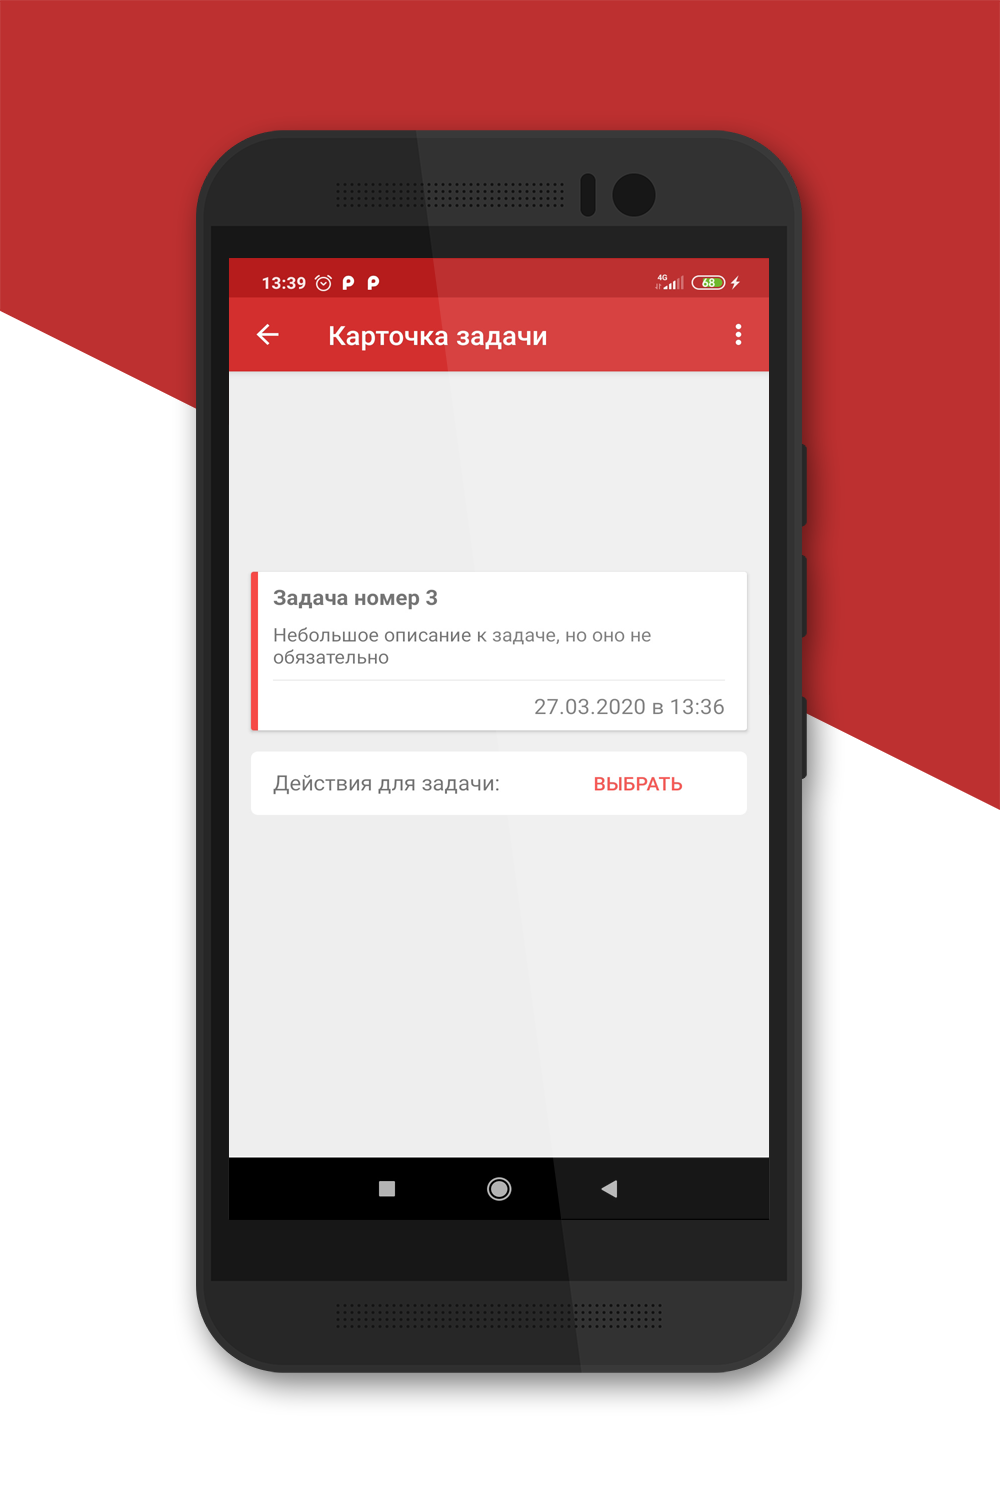 13:39 P P 4G 68
Карточка задачи
Задача номер 3
Небольшое описание к задаче, но оно не
обязательно
27.03.2020 в 13:36
Действия для задачи: ВЫБРАТЬ